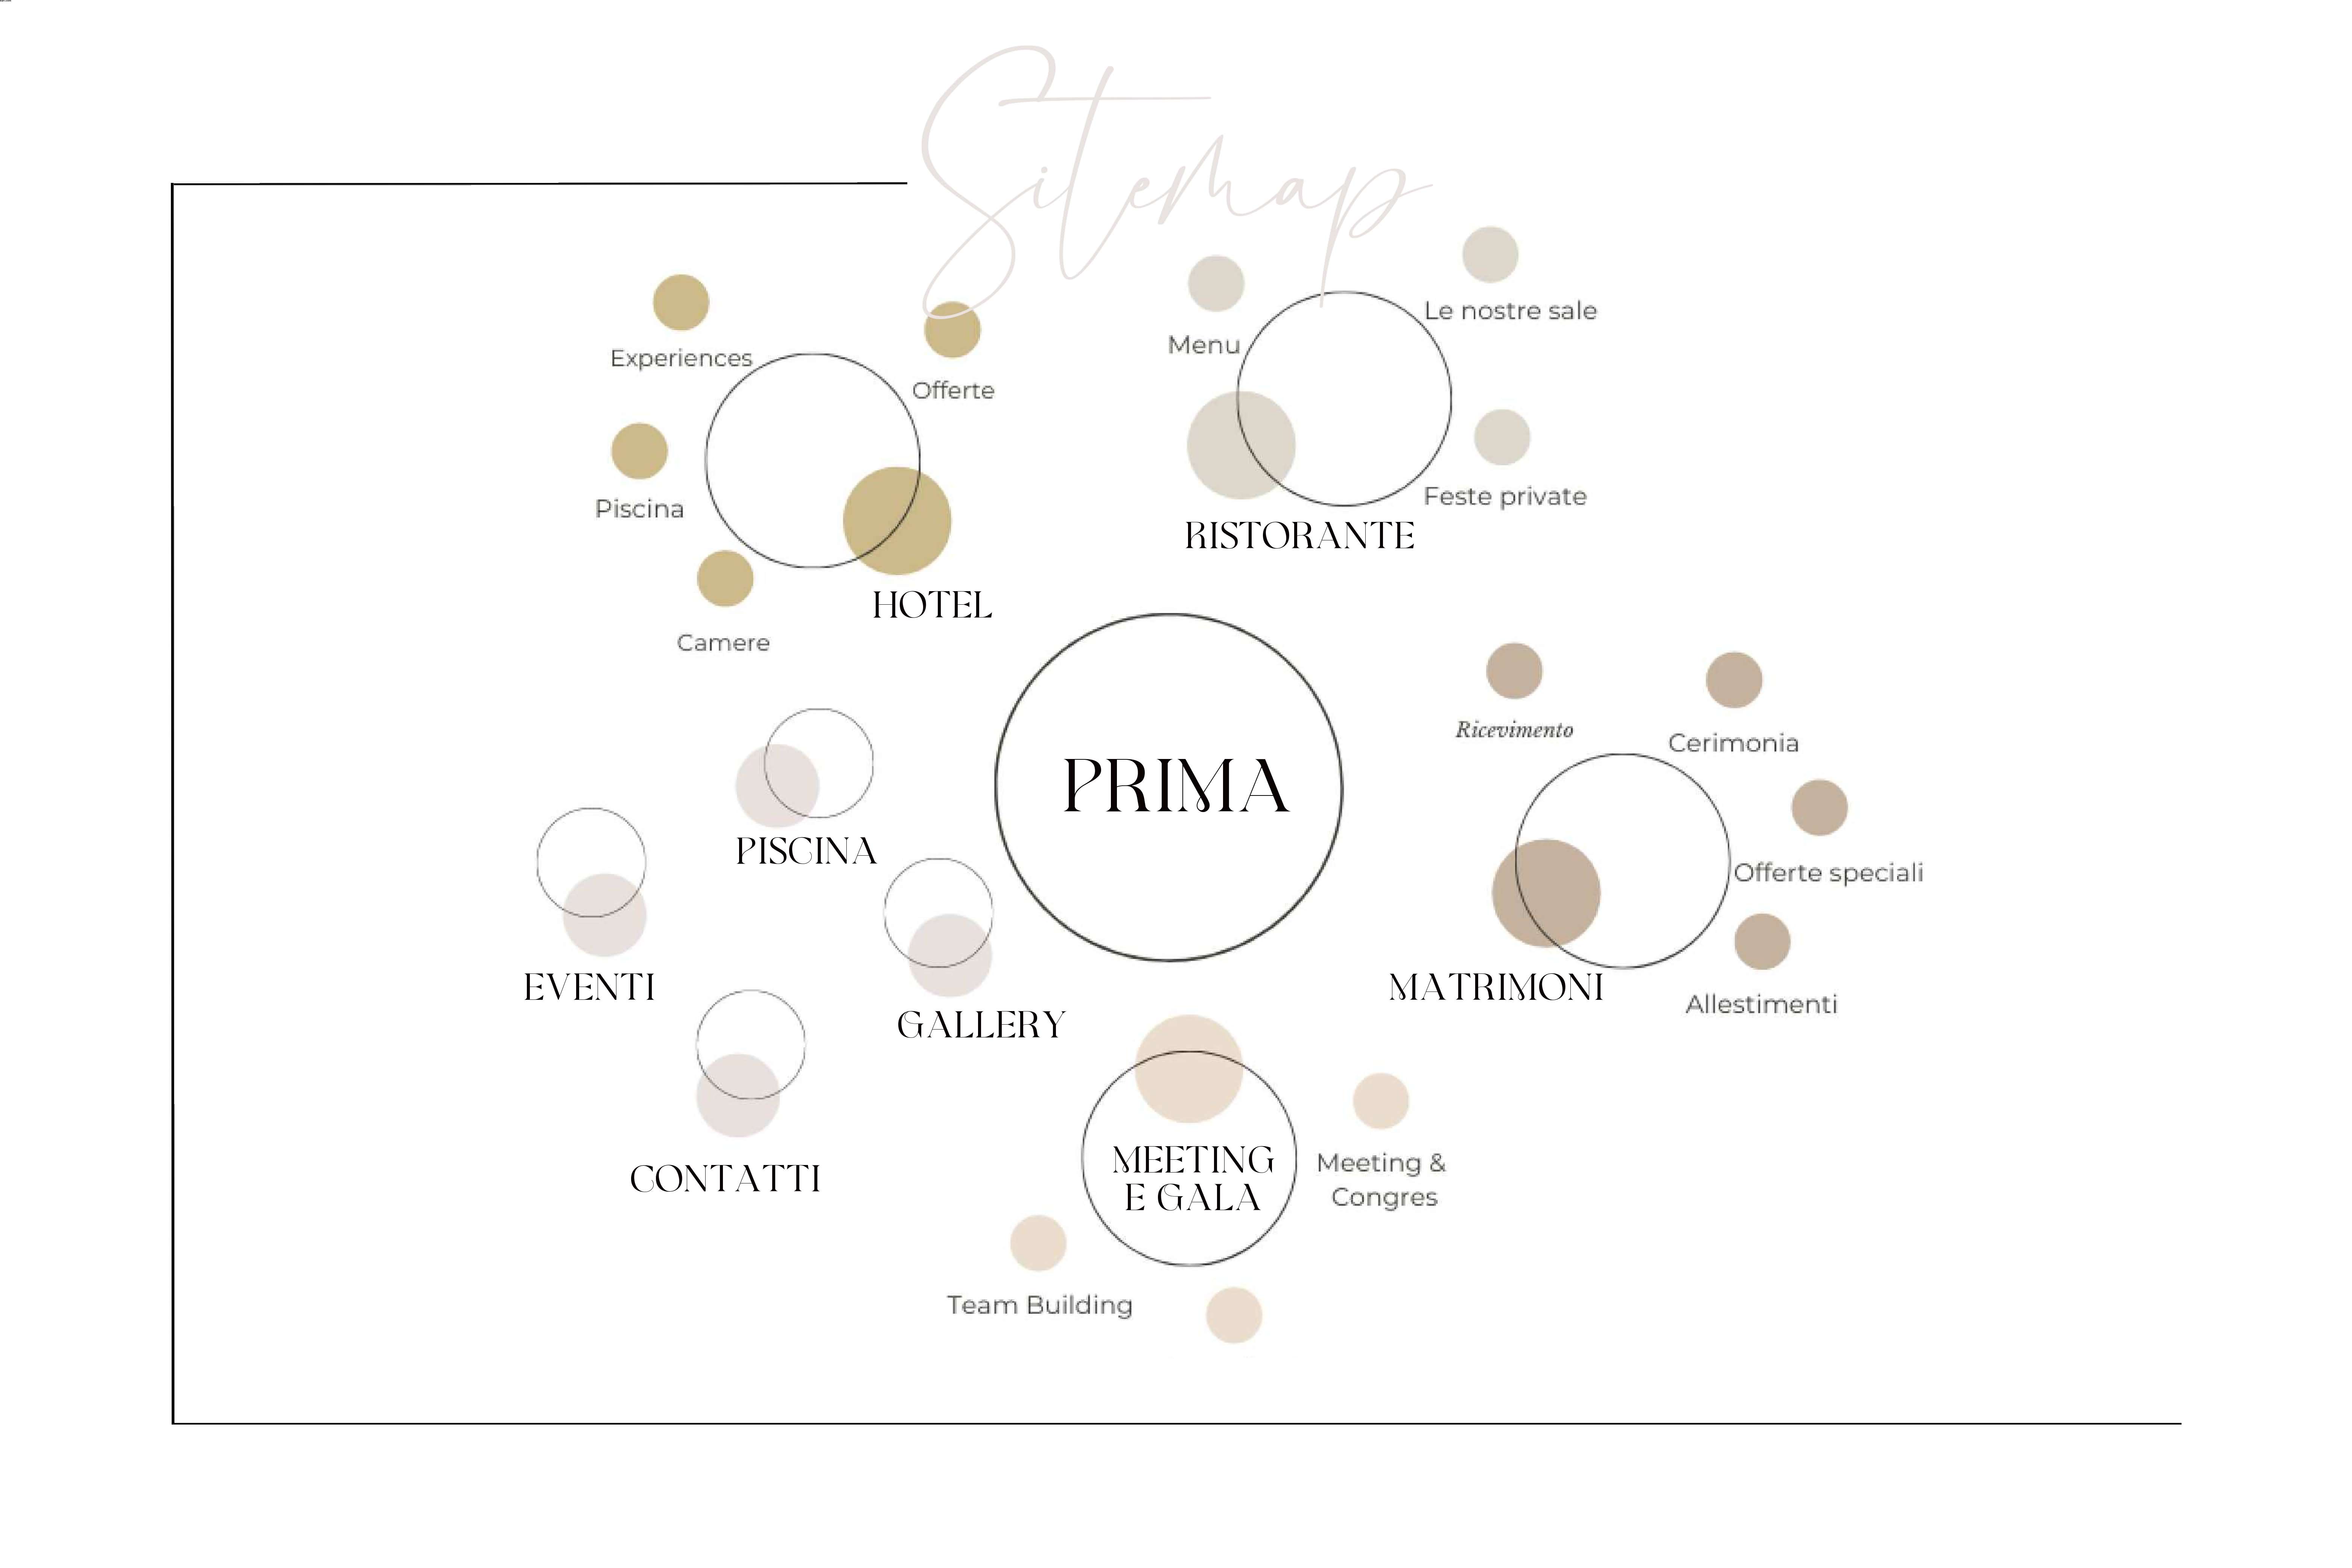 Sitemap
Experiences
Offerte
Piscina
Camere
HOTEL
Menu
Le nostre sale
Feste private
RISTORANTE
PRIMA
PISCINA
EVENTI
GALLERY
CONTATTI
Ricevimento
Cerimonia
Offerte speciali
Allestimenti
MATRIMONI
MEETING
E GALA
Meeting &
Congres
Team Building